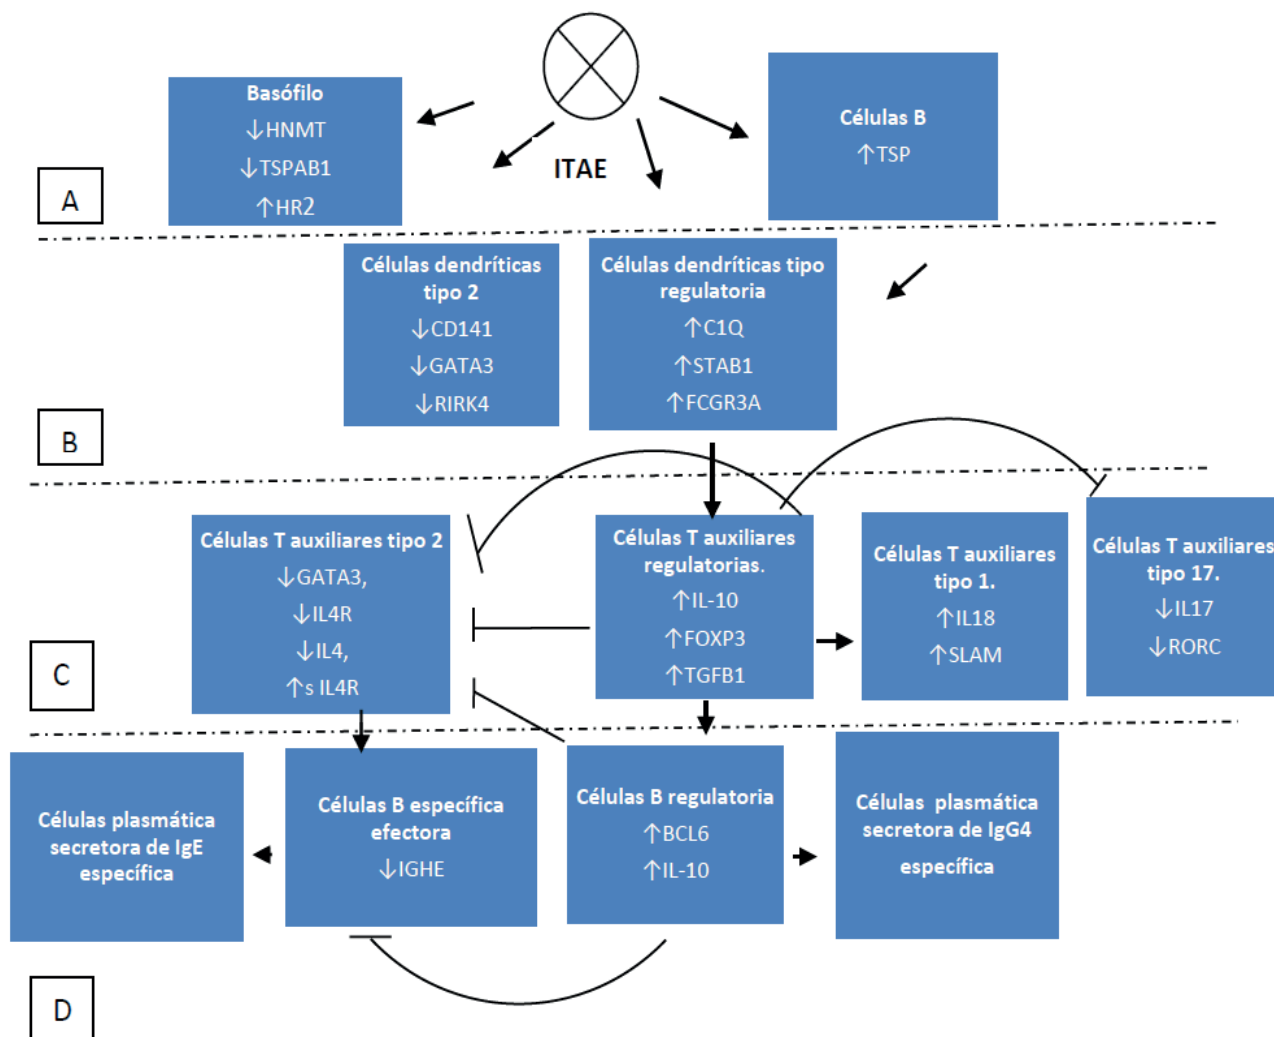 Basófilo
↓HNMT
↓TSPAB1
↑HR2
ITAE
Células B
↑TSP
A
Células dendríticas
tipo 2
↓CD141
↓GATA3
↓RIRK4
Células dendríticas tipo
regulatoria
↑C1Q
↑STAB1
↑FCGR3A
B
Células T auxiliares tipo 2
↓GATA3,
↓IL4R
↓IL4,
↑s IL4R
Células T auxiliares
regulatorias.
↑IL-10
↑FOXP3
↑TGFB1
Células T auxiliares
tipo 1.
↑IL18
↑SLAM
Células T auxiliares
tipo 17.
↓IL17
↓RORC
C
Células plasmática
secretora de IgE
específica
Células B específica
efectora
↓IGHE
Células B regulatoria
↑BCL6
↑IL-10
Células plasmática
secretora de IgG4
específica
D